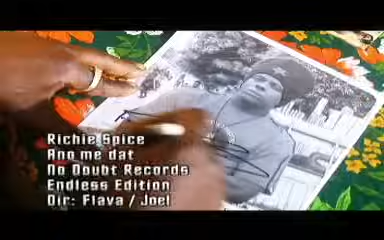 Richie Spice
Ano me dat
No Doubt Records
Endless Edition
Dir: Flava / Joel